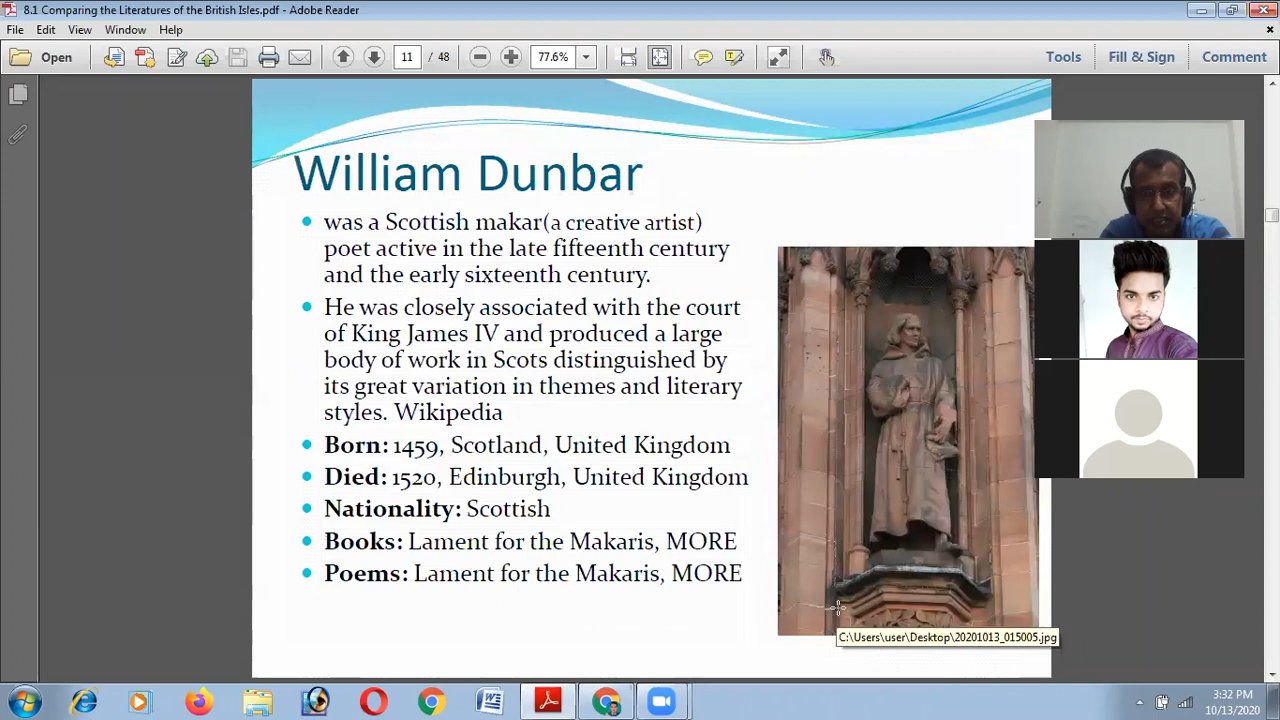 8.1 Comparing the Literatures of the British Isles.pdf - Adobe Reader
File Edit View Window Help
Open 11 / 48 77.6% Tools Fill & Sign Comment
William Dunbar
was a Scottish makar(a creative artist)
poet active in the late fifteenth century
and the early sixteenth century.
He was closely associated with the court
of King James IV and produced a large
body of work in Scots distinguished by
its great variation in themes and literary
styles. Wikipedia
Born: 1459, Scotland, United Kingdom
Died: 1520, Edinburgh, United Kingdom
Nationality: Scottish
Books: Lament for the Makaris, MORE
Poems: Lament for the Makaris, MORE
C:\Users\user\Desktop\20201013_015005.jpg
3:32 PM
10/13/2020